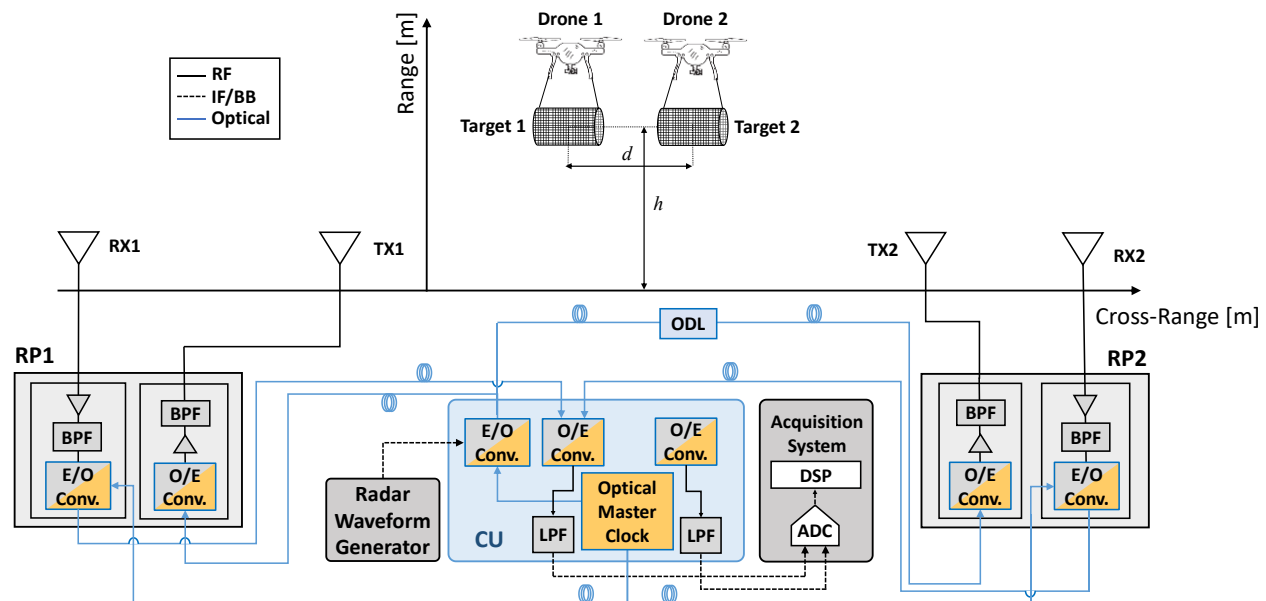 Drone 1
Drone 2
Range [m]
RF
IF/BB
Optical
Target 1
Target 2
d
h
RX1
TX1
TX2
RX2
Cross-Range [m]
ODL
RP1
RP2
BPF
BPF
E/O
Conv.
O/E
Conv.
E/O
Conv.
O/E
Conv.
O/E
Conv.
Radar
Waveform
Generator
CU
LPF
Optical
Master
Clock
LPF
Acquisition
System
DSP
ADC
BPF
BPF
O/E
Conv.
E/O
Conv.